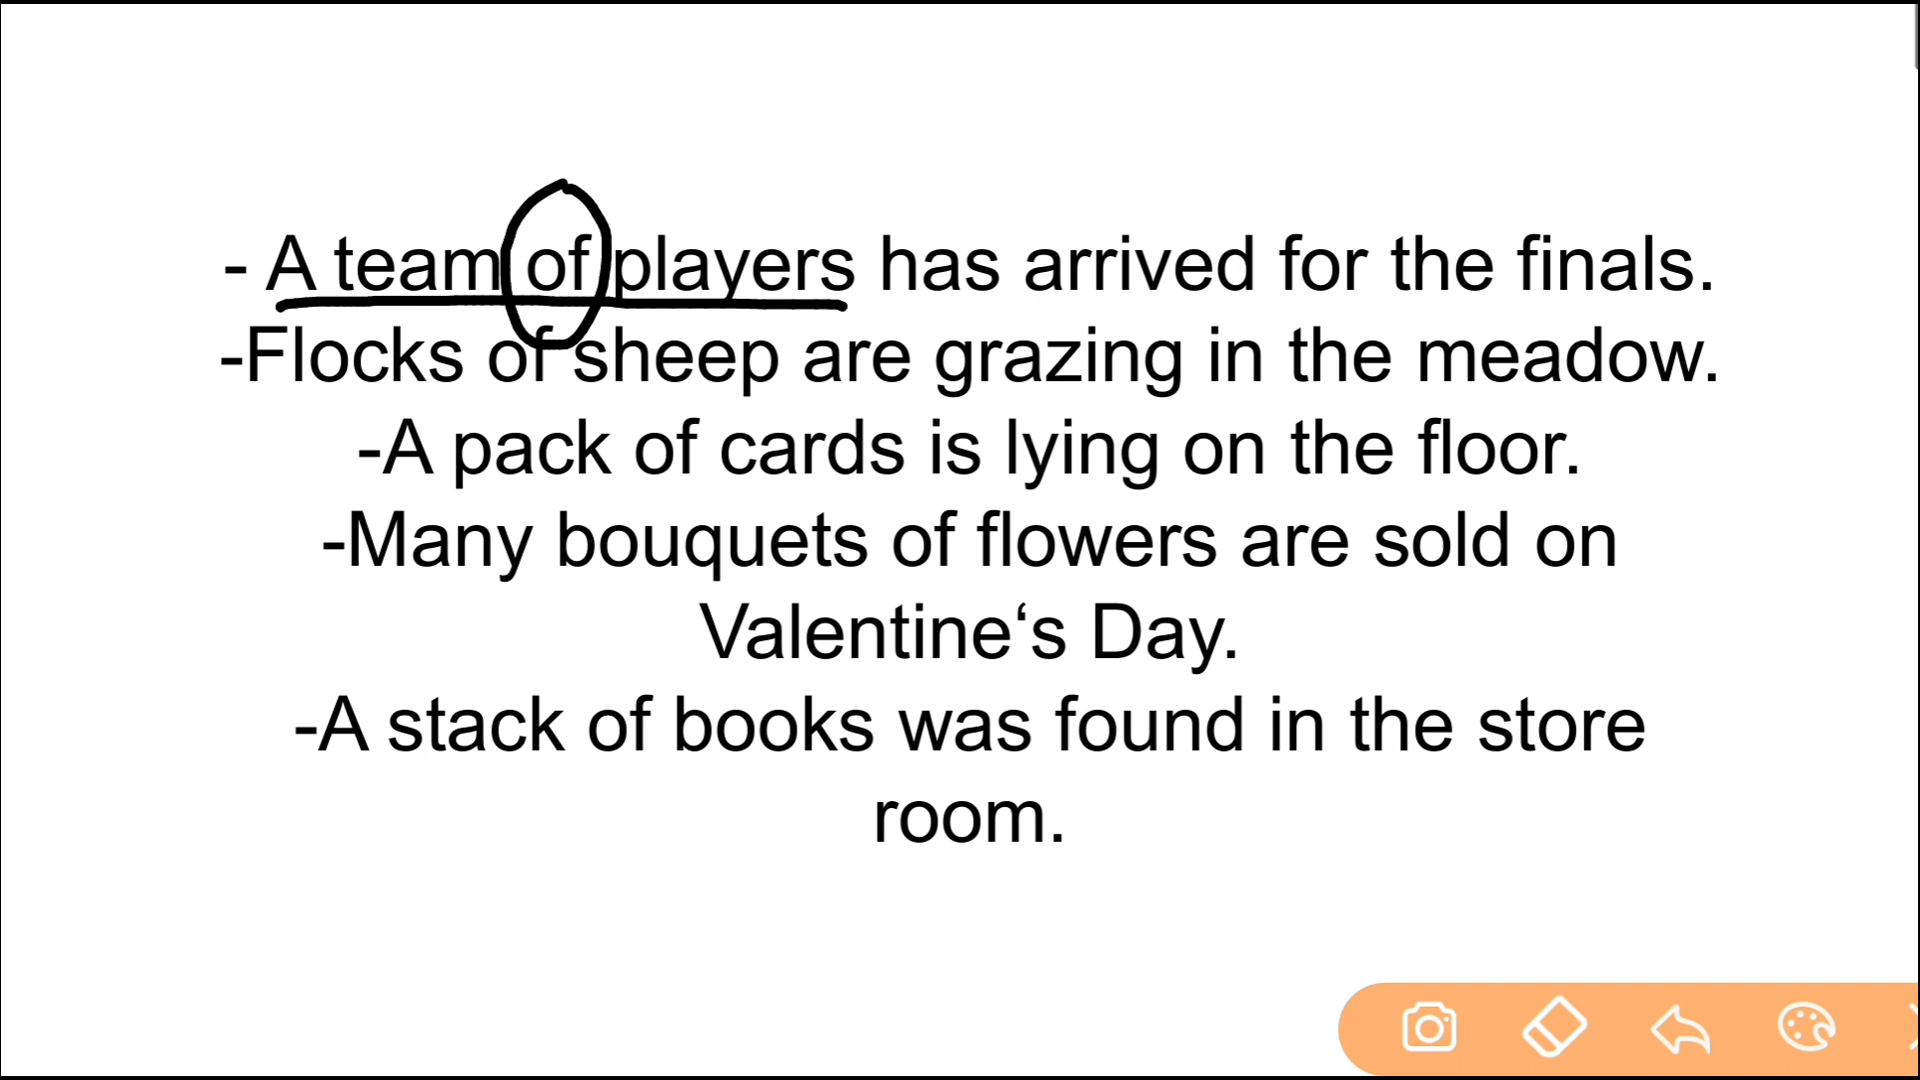 - A team of players has arrived for the finals.
-Flocks of sheep are grazing in the meadow.
-A pack of cards is lying on the floor.
-Many bouquets of flowers are sold on
Valentine‘s Day.
-A stack of books was found in the store
room.